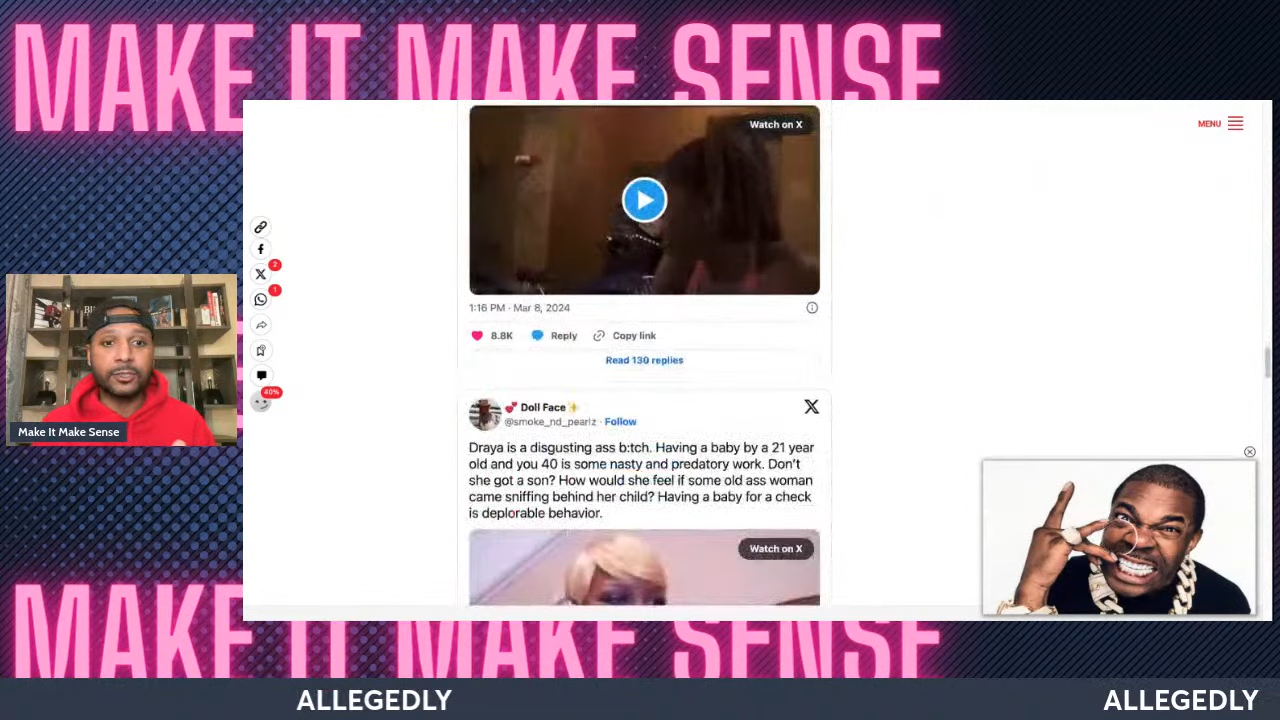 MAKE IT MAKE SENSE
Watch on X
MENU
1:16 PM · Mar 8, 2024
8.8K Reply Copy link
Read 130 replies
2
1
40%
💕 Doll Face ✨
@smoke_nd_pearlz · Follow
Draya is a disgusting ass b:tch. Having a baby by a 21 year
old and you 40 is some nasty and predatory work. Don't
she got a son? How would she feel if some old ass woman
came sniffing behind her child? Having a baby for a check
is deplorable behavior.
Watch on X
Make It Make Sense
MAKE IT MAKE SENSE
ALLEGEDLY ALLEGEDLY